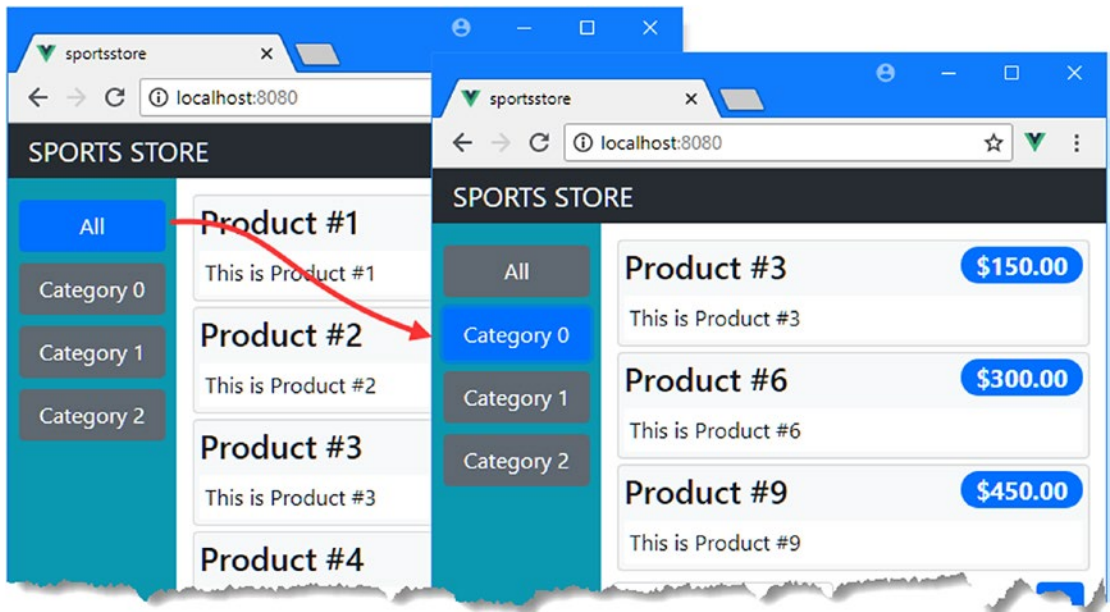 sportsstore
localhost:8080
SPORTS STORE
All
Category 0
Category 1
Category 2
Product #1
This is Product #1
Product #2
This is Product #2
Product #3
This is Product #3
Product #4
sportsstore
localhost:8080
SPORTS STORE
All
Category 0
Category 1
Category 2
Product #3 $150.00
This is Product #3
Product #6 $300.00
This is Product #6
Product #9 $450.00
This is Product #9